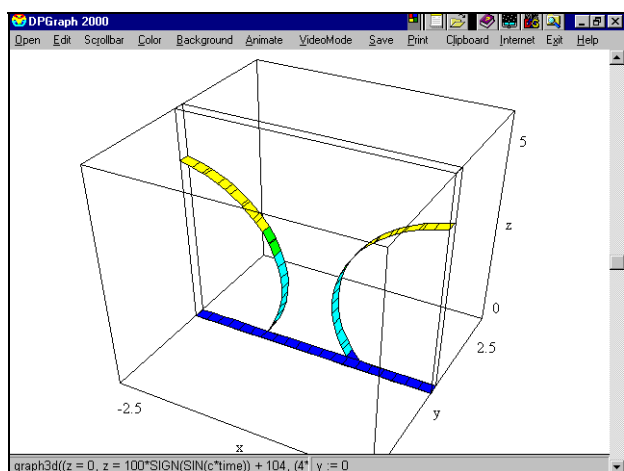 DPGraph 2000
Open Edit Scrollbar Color Background Animate VideoMode Save Print Clipboard Internet Exit Help
5
z
0
2.5
y
-2.5
x
graph3d((z = 0, z = 100*SIGN(SIN(c*time)) + 104, (4* y := 0